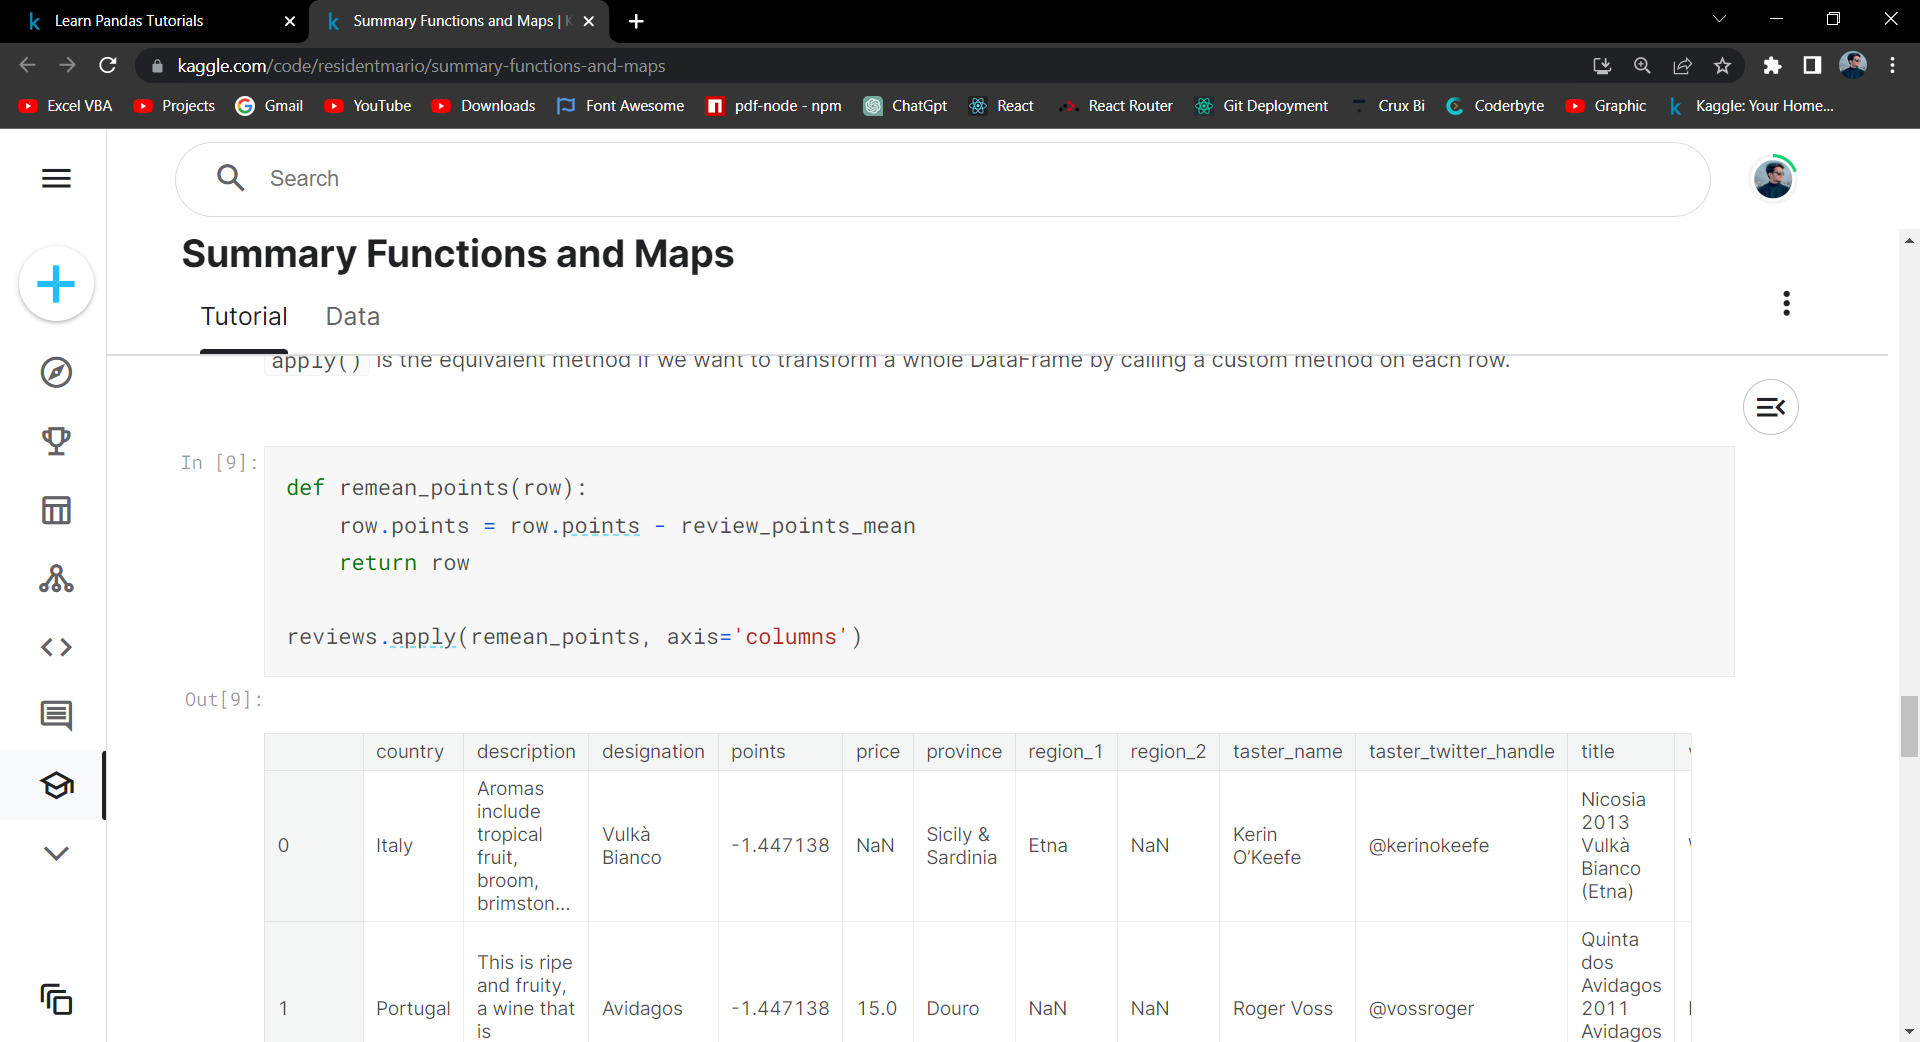 Learn Pandas Tutorials
Summary Functions and Maps |
kaggle.com/code/residentmario/summary-functions-and-maps
Excel VBA Projects Gmail YouTube Downloads Font Awesome pdf-node - npm ChatGpt React React Router Git Deployment Crux Bi Coderbyte Graphic Kaggle: Your Home...
Search
Summary Functions and Maps
Tutorial Data
apply() is the equivalent method if we want to transform a whole DataFrame by calling a custom method on each row.
In [9]:
def remean_points(row):
    row.points = row.points - review_points_mean
    return row
reviews.apply(remean_points, axis='columns')
Out[9]:
country description designation points price province region_1 region_2 taster_name taster_twitter_handle title
0
Italy
Aromas
include
tropical
fruit,
broom,
brimston...
Vulkà
Bianco
-1.447138
NaN
Sicily &
Sardinia
Etna
NaN
Kerin
O’Keefe
@kerinokeefe
Nicosia
2013
Vulkà
Bianco
(Etna)
1
Portugal
This is ripe
and fruity,
a wine that
is
Avidagos
-1.447138
15.0
Douro
NaN
NaN
Roger Voss
@vossroger
Quinta
dos
Avidagos
2011
Avidagos